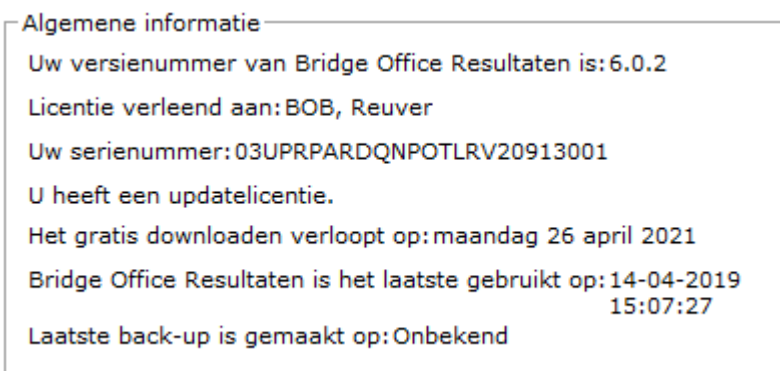 Algemene informatie
Uw versienummer van Bridge Office Resultaten is: 6.0.2
Licentie verleend aan: BOB, Reuver
Uw serienummer: 03UPRPARDQNPOTLRV20913001
U heeft een updatelicentie.
Het gratis downloaden verloopt op: maandag 26 april 2021
Bridge Office Resultaten is het laatste gebruikt op: 14-04-2019
15:07:27
Laatste back-up is gemaakt op: Onbekend